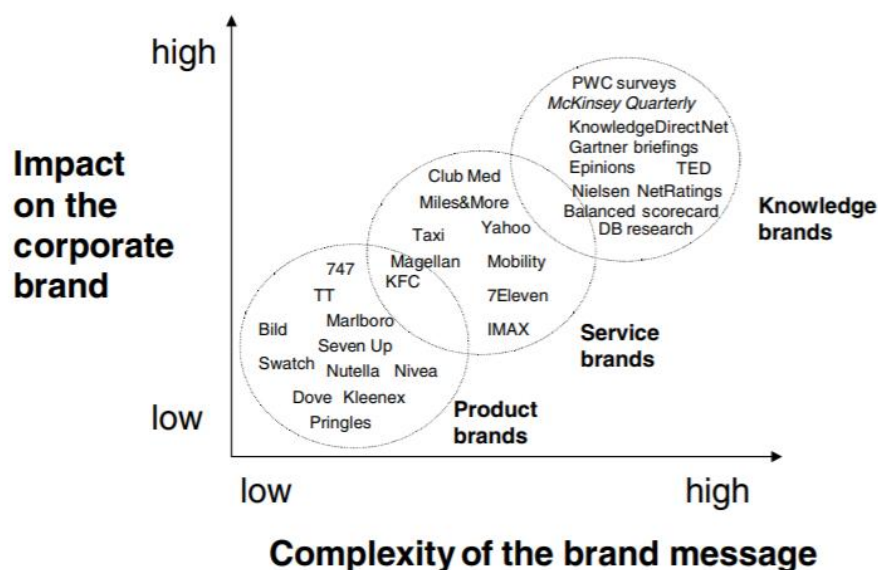 high
Impact
on the
corporate
brand
low
PWC surveys
McKinsey Quarterly
KnowledgeDirectNet
Gartner briefings
Epinions TED
Nielsen NetRatings
Balanced scorecard
DB research
Knowledge
brands
Club Med
Miles&More
Taxi Yahoo
Magellan Mobility
KFC
7Eleven
IMAX
Service
brands
747
TT
Bild Marlboro
Seven Up
Swatch Nutella Nivea
Dove Kleenex
Pringles
Product
brands
low high
Complexity of the brand message